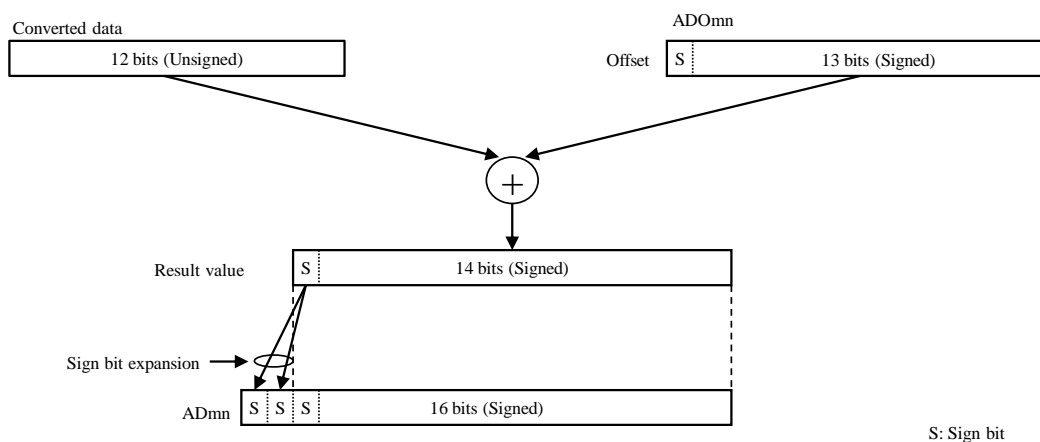 ADOmn
Converted data
12 bits (Unsigned)
Offset
S
13 bits (Signed)
+
Result value
S
14 bits (Signed)
Sign bit expansion
ADmn
S
S
S
16 bits (Signed)
S: Sign bit